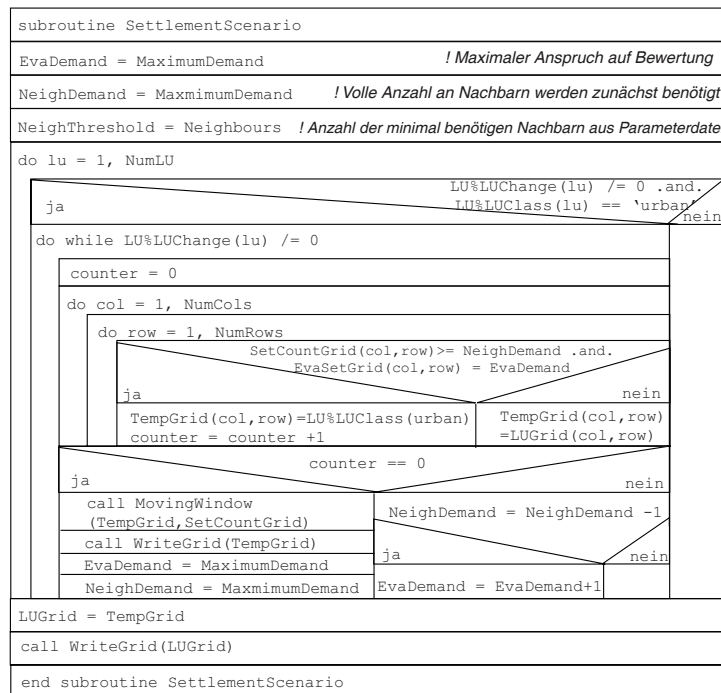 subroutine SettlementScenario
EvaDemand = MaximumDemand ! Maximaler Anspruch auf Bewertung
NeighDemand = MaxmimumDemand ! Volle Anzahl an Nachbarn werden zunächst benötigt
NeighThreshold = Neighbours ! Anzahl der minimal benötigen Nachbarn aus Parameterdate
do lu = 1, NumLU
LU%LUChange(lu) /= 0 .and.
LU%LUClass(lu) == 'urban'
ja
nein
do while LU%LUChange(lu) /= 0
counter = 0
do col = 1, NumCols
do row = 1, NumRows
SetCountGrid(col,row)>= NeighDemand .and.
EvaSetGrid(col,row) = EvaDemand
ja nein
TempGrid(col,row)=LU%LUClass(urban) TempGrid(col,row)
counter = counter +1 =LUGrid(col,row)
counter == 0
ja nein
call MovingWindow
(TempGrid,SetCountGrid)
NeighDemand = NeighDemand -1
call WriteGrid(TempGrid)
ja nein
EvaDemand = MaximumDemand
NeighDemand = MaxmimumDemand EvaDemand = EvaDemand+1
LUGrid = TempGrid
call WriteGrid(LUGrid)
end subroutine SettlementScenario